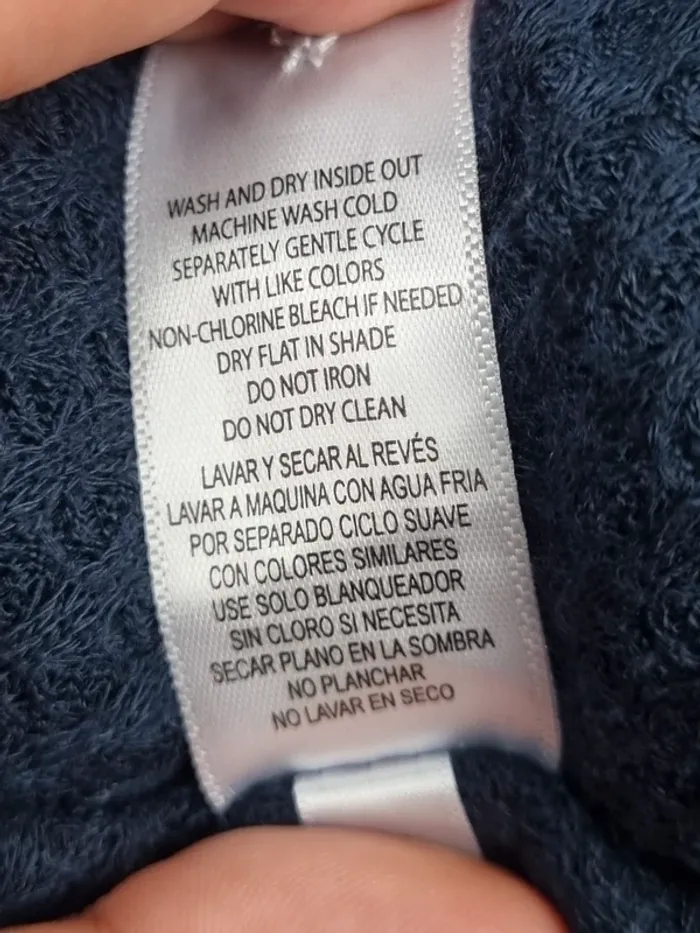 WASH AND DRY INSIDE OUT
MACHINE WASH COLD
SEPARATELY GENTLE CYCLE
WITH LIKE COLORS
NON-CHLORINE BLEACH IF NEEDED
DRY FLAT IN SHADE
DO NOT IRON
DO NOT DRY CLEAN
LAVAR Y SECAR AL REVÉS
LAVAR A MAQUINA CON AGUA FRIA
POR SEPARADO CICLO SUAVE
CON COLORES SIMILARES
USE SOLO BLANQUEADOR
SIN CLORO SI NECESITA
SECAR PLANO EN LA SOMBRA
NO PLANCHAR
NO LAVAR EN SECO